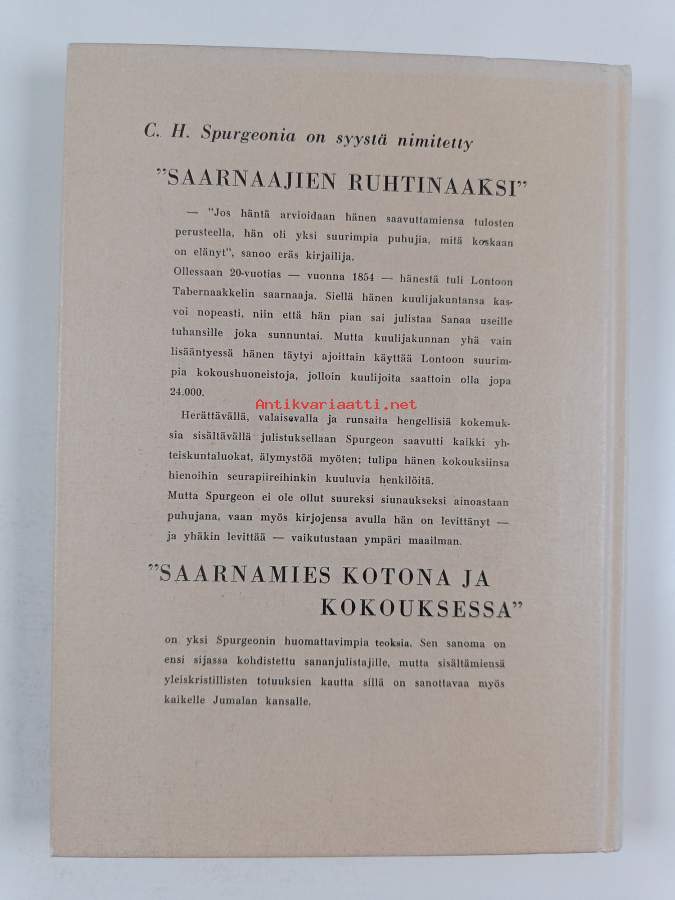 C. H. Spurgeonia on syystä nimitetty
"SAARNAAJIEN RUHTINAAKSI"
— "Jos häntä arvioidaan hänen saavuttamiensa tulosten
perusteella, hän oli yksi suurimpia puhujia, mitä koskaan
on elänyt", sanoo eräs kirjailija.
Ollessaan 20-vuotias — vuonna 1854 — hänestä tuli Lontoon
Tabernaakkelin saarnaaja. Siellä hänen kuulijakuntansa kas-
voi nopeasti, niin että hän pian sai julistaa Sanaa useille
tuhansille joka sunnuntai. Mutta kuulijakunnan yhä vain
lisääntyessä hänen täytyi ajoittain käyttää Lontoon suurim-
pia kokoushuoneistoja, jolloin kuulijoita saattoin olla jopa
24.000.
Antikvariaatti.net
Herättävällä, valaisevalla ja runsaita hengellisiä kokemuk-
sia sisältävällä julistuksellaan Spurgeon saavutti kaikki yh-
teiskuntaluokat, älymystöä myöten; tulipa hänen kokouksiinsa
hienoihin seurapiireihinkin kuuluvia henkilöitä.
Mutta Spurgeon ei ole ollut suureksi siunaukseksi ainoastaan
puhujana, vaan myös kirjojensa avulla hän on levittänyt —
ja yhäkin levittää — vaikutustaan ympäri maailman.
"SAARNAMIES KOTONA JA
KOKOUKSESSA"
on yksi Spurgeonin huomattavimpia teoksia. Sen sanoma on
ensi sijassa kohdistettu sananjulistajille, mutta sisältämiensä
yleiskristillisten totuuksien kautta sillä on sanottavaa myös
kaikelle Jumalan kansalle.